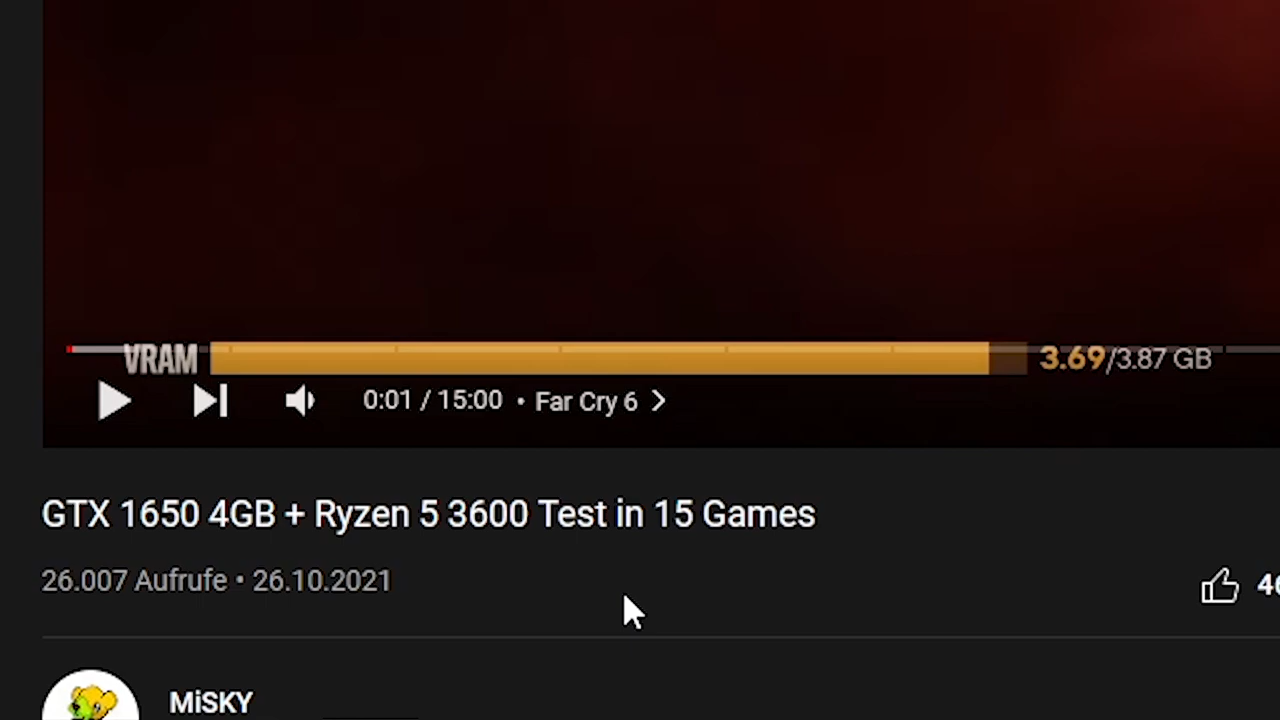 VRAM 3.69/3.87 GB
0:01 / 15:00 • Far Cry 6
GTX 1650 4GB + Ryzen 5 3600 Test in 15 Games
26.007 Aufrufe • 26.10.2021
MiSKY